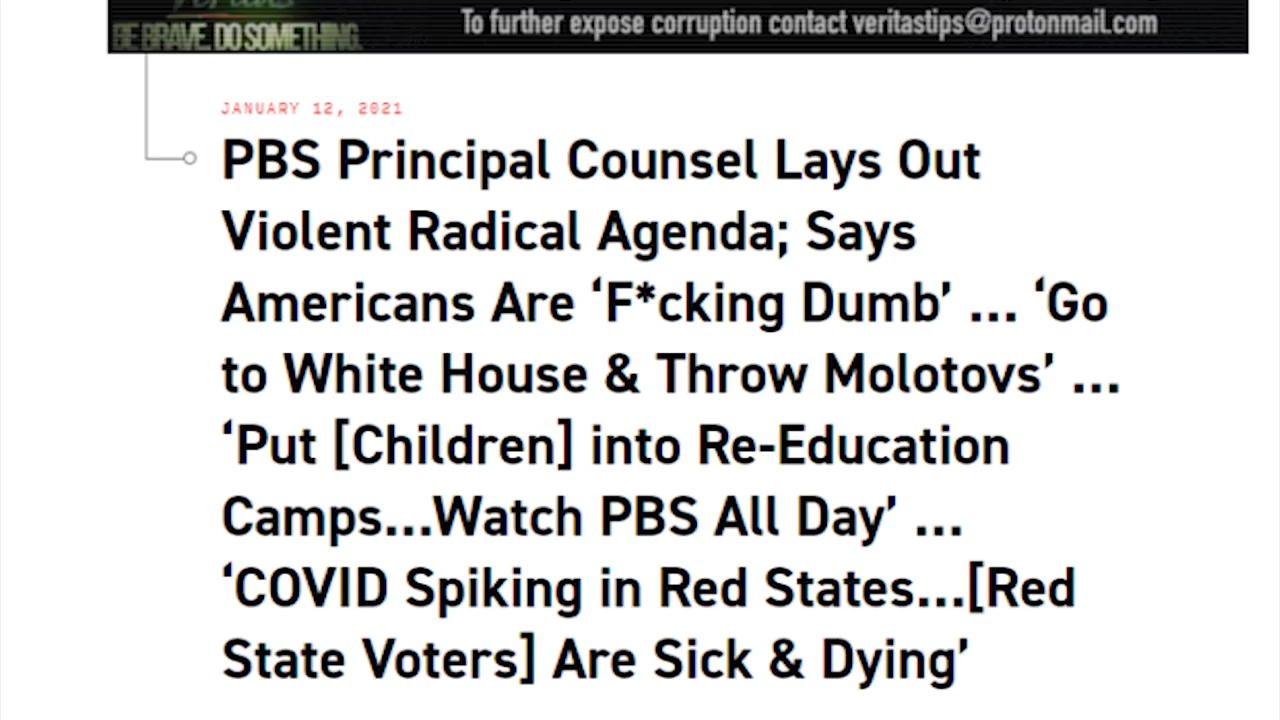 BE BRAVE. DO SOMETHING.
To further expose corruption contact veritastips@protonmail.com
JANUARY 12, 2021
PBS Principal Counsel Lays Out
Violent Radical Agenda; Says
Americans Are ‘F*cking Dumb’ ... ‘Go
to White House & Throw Molotovs’ ...
‘Put [Children] into Re-Education
Camps...Watch PBS All Day’ ...
‘COVID Spiking in Red States...[Red
State Voters] Are Sick & Dying’